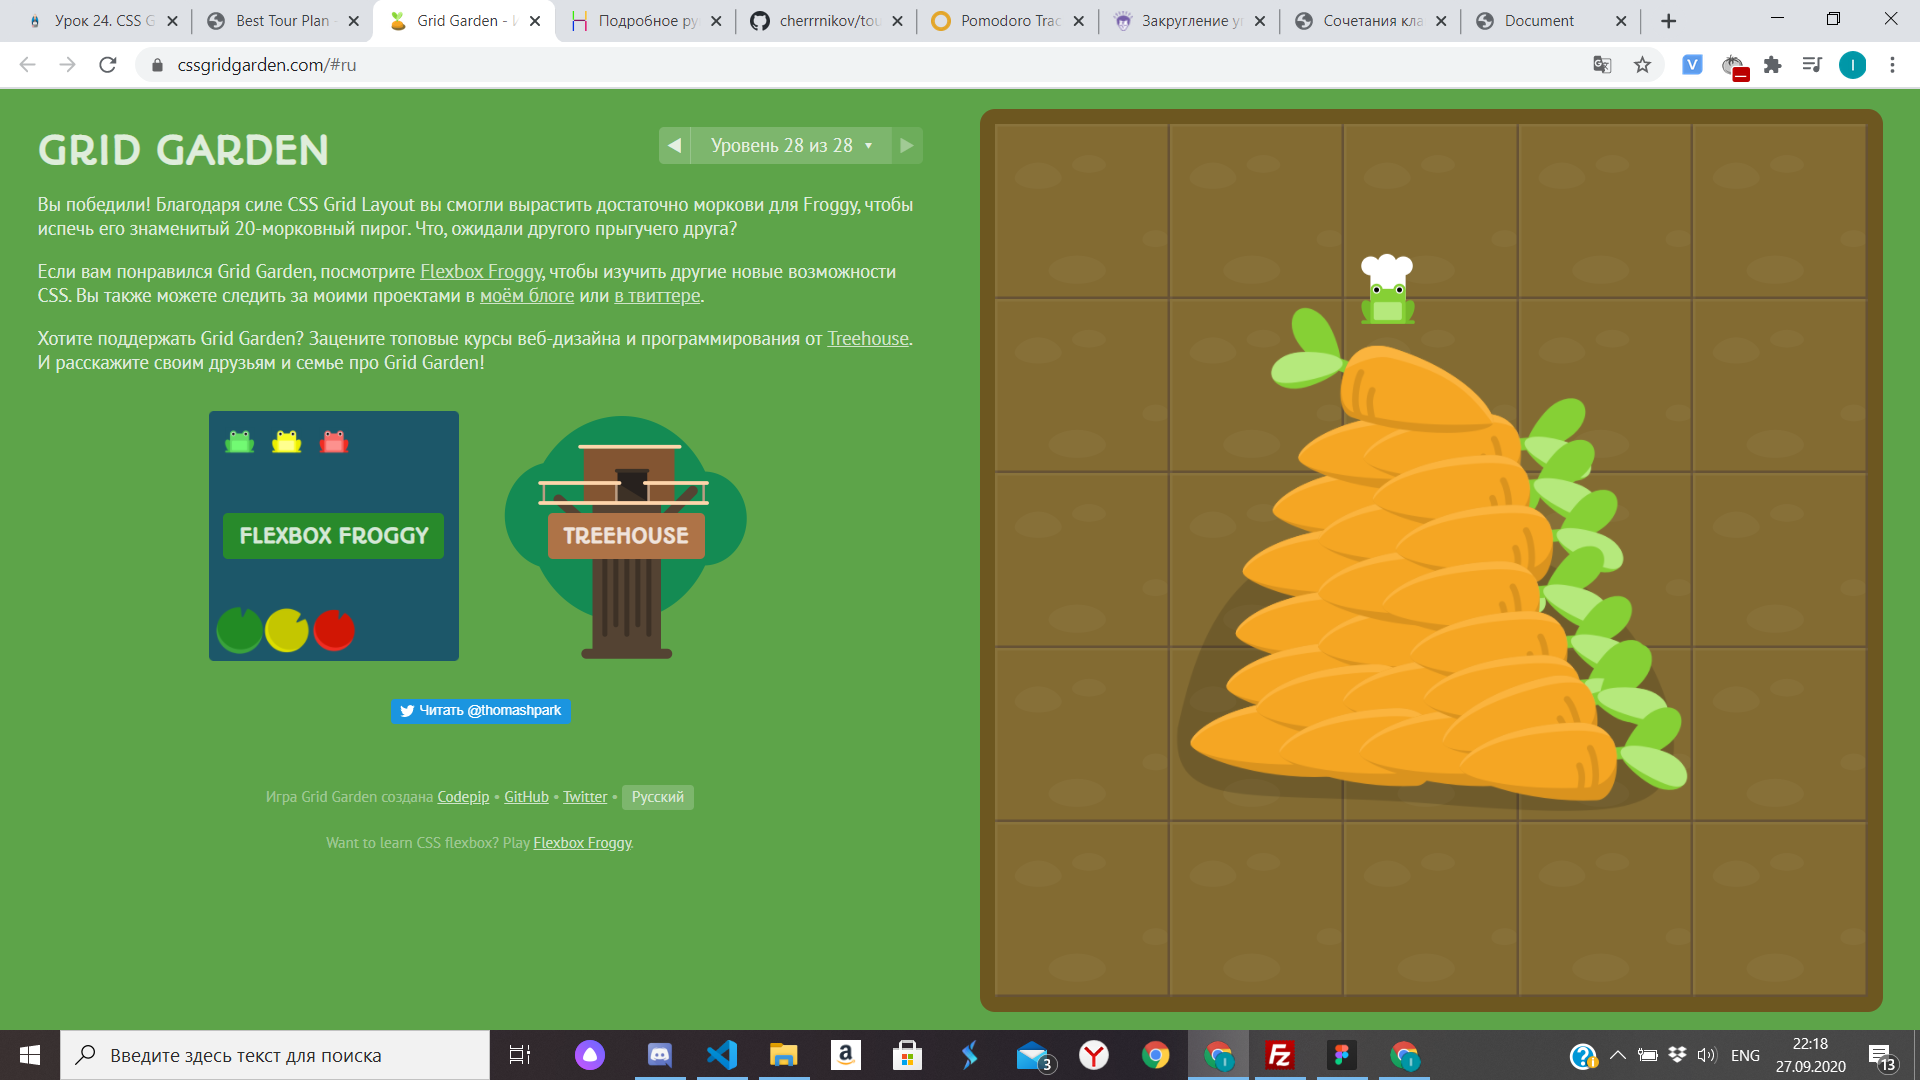 Урок 24. CSS G
Best Tour Plan -
Grid Garden - И
Подробное ру
cherrrnikov/tou
Pomodoro Trac
Закругление у
Сочетания кла
Document
cssgridgarden.com/#ru
GRID GARDEN
Уровень 28 из 28
Вы победили! Благодаря силе CSS Grid Layout вы смогли вырастить достаточно моркови для Froggy, чтобы
испечь его знаменитый 20-морковный пирог. Что, ожидали другого прыгучего друга?
Если вам понравился Grid Garden, посмотрите Flexbox Froggy, чтобы изучить другие новые возможности
CSS. Вы также можете следить за моими проектами в моём блоге или в твиттере.
Хотите поддержать Grid Garden? Зацените топовые курсы веб-дизайна и программирования от Treehouse.
И расскажите своим друзьям и семье про Grid Garden!
FLEXBOX FROGGY
TREEHOUSE
Читать @thomashpark
Игра Grid Garden создана Codepip • GitHub • Twitter • Русский
Want to learn CSS flexbox? Play Flexbox Froggy.
Введите здесь текст для поиска
3
ENG
22:18
27.09.2020
13